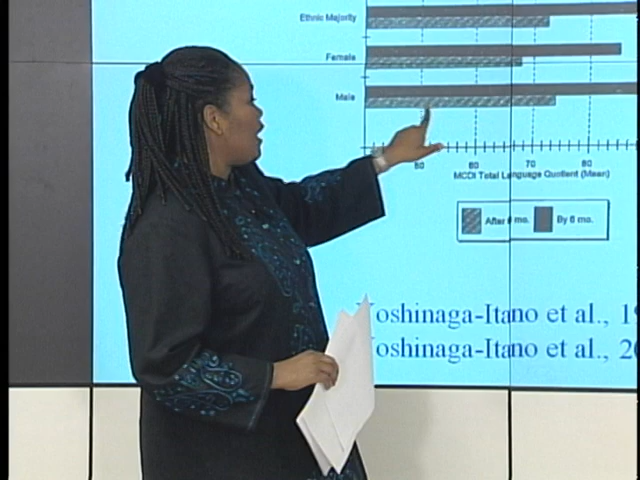 Ethnic Majority
Female
Male
60 70 80
MCDI Total Language Quotient (Mean)
After 6 mo. By 6 mo.
Yoshinaga-Itano et al., 19
Yoshinaga-Itano et al., 20